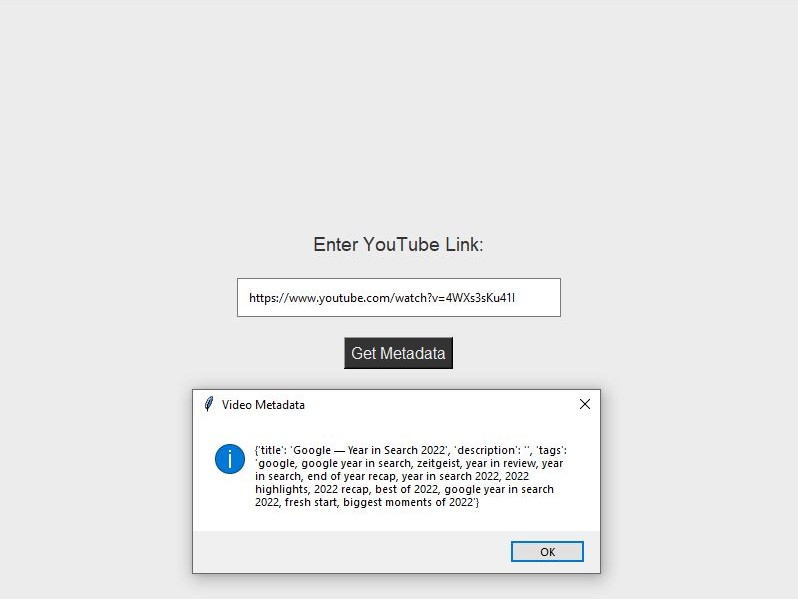 Enter YouTube Link:
https://www.youtube.com/watch?v=4WXs3sKu41I
Get Metadata
Video Metadata
{'title': 'Google — Year in Search 2022', 'description': '', 'tags':
'google, google year in search, zeitgeist, year in review, year
in search, end of year recap, year in search 2022, 2022
highlights, 2022 recap, best of 2022, google year in search
2022, fresh start, biggest moments of 2022'}
OK